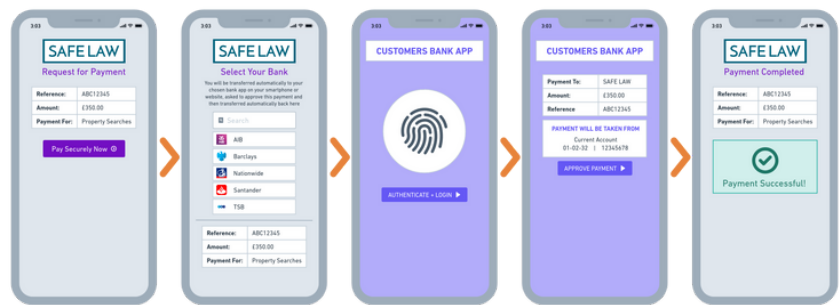 3:03
SAFE LAW
Request for Payment
Reference: ABC12345
Amount: £350.00
Payment For: Property Searches
Pay Securely Now
3:03
SAFE LAW
Select Your Bank
You will be transferred automatically to your
chosen bank app on your smartphone or
website, asked to approve this payment and
then transferred automatically back here
Search
AIB
Barclays
Nationwide
Santander
TSB
Reference: ABC12345
Amount: £350.00
Payment For: Property Searches
3:03
CUSTOMERS BANK APP
AUTHENTICATE + LOGIN
3:03
CUSTOMERS BANK APP
Payment To: SAFE LAW
Amount: £350.00
Reference ABC12345
PAYMENT WILL BE TAKEN FROM
Current Account
01-02-32 | 12345678
APPROVE PAYMENT
3:03
SAFE LAW
Payment Completed
Reference: ABC12345
Amount: £350.00
Payment For: Property Searches
Payment Successful!